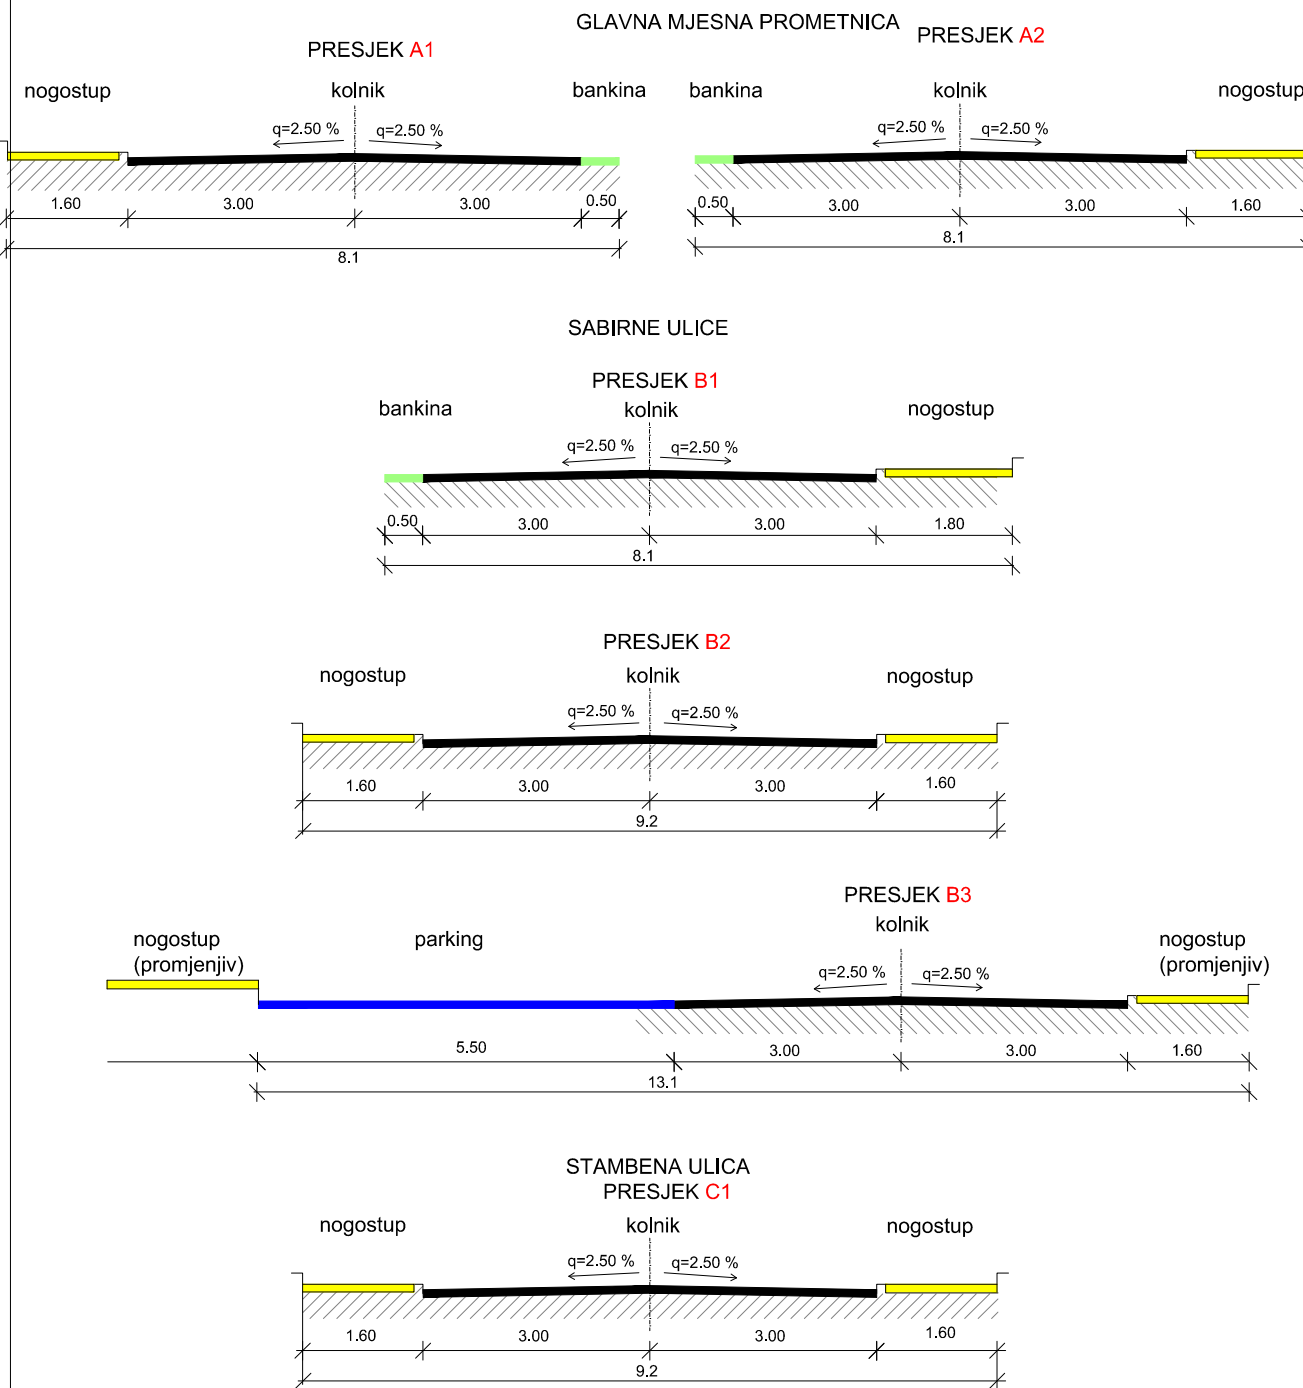 GLAVNA MJESNA PROMETNICA
PRESJEK A1
PRESJEK A2
nogostup kolnik bankina
bankina kolnik nogostup
q=2.50 % q=2.50 %
q=2.50 % q=2.50 %
1.60 3.00 3.00 0.50
0.50 3.00 3.00 1.60
8.1
8.1
SABIRNE ULICE
PRESJEK B1
bankina kolnik nogostup
q=2.50 % q=2.50 %
0.50 3.00 3.00 1.80
8.1
PRESJEK B2
nogostup kolnik nogostup
q=2.50 % q=2.50 %
1.60 3.00 3.00 1.60
9.2
PRESJEK B3
kolnik
nogostup
(promjenjiv)
parking
nogostup
(promjenjiv)
q=2.50 % q=2.50 %
5.50 3.00 3.00 1.60
13.1
STAMBENA ULICA
PRESJEK C1
nogostup kolnik nogostup
q=2.50 % q=2.50 %
1.60 3.00 3.00 1.60
9.2